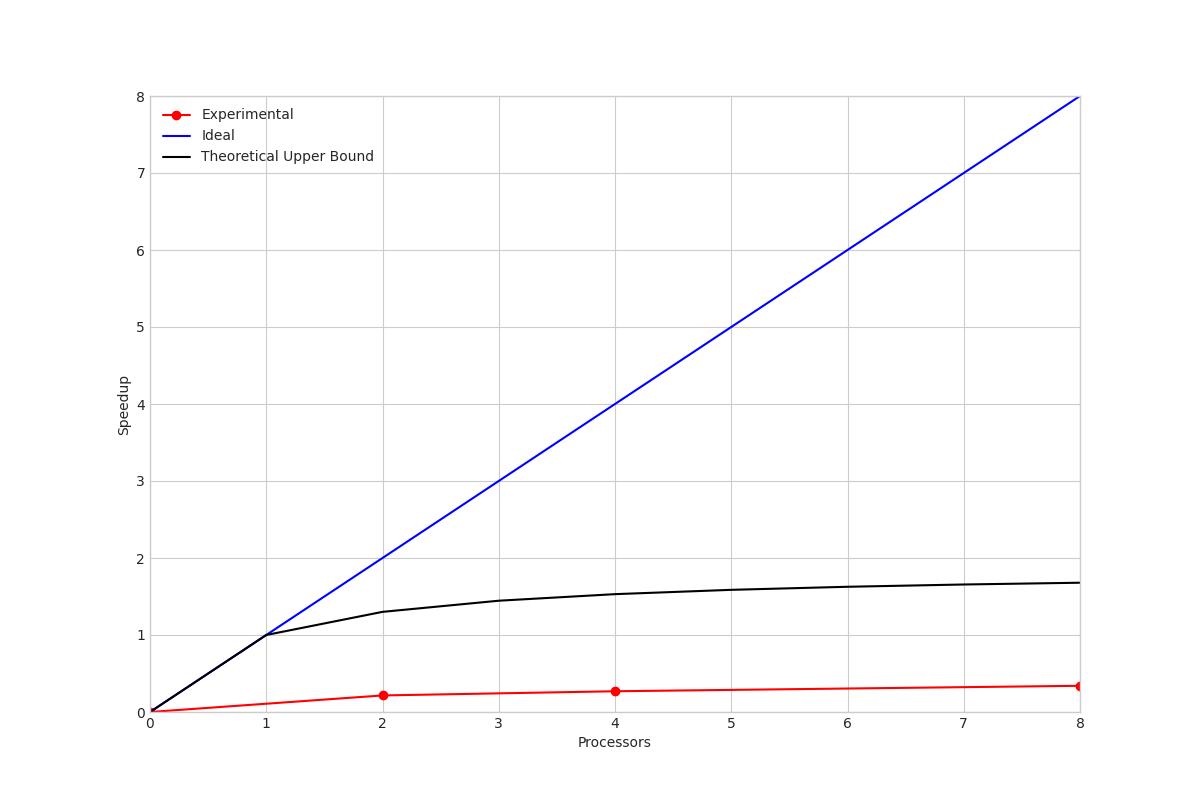 Experimental
Ideal
Theoretical Upper Bound
8
7
6
5
4
3
2
1
0
Speedup
0 1 2 3 4 5 6 7 8
Processors